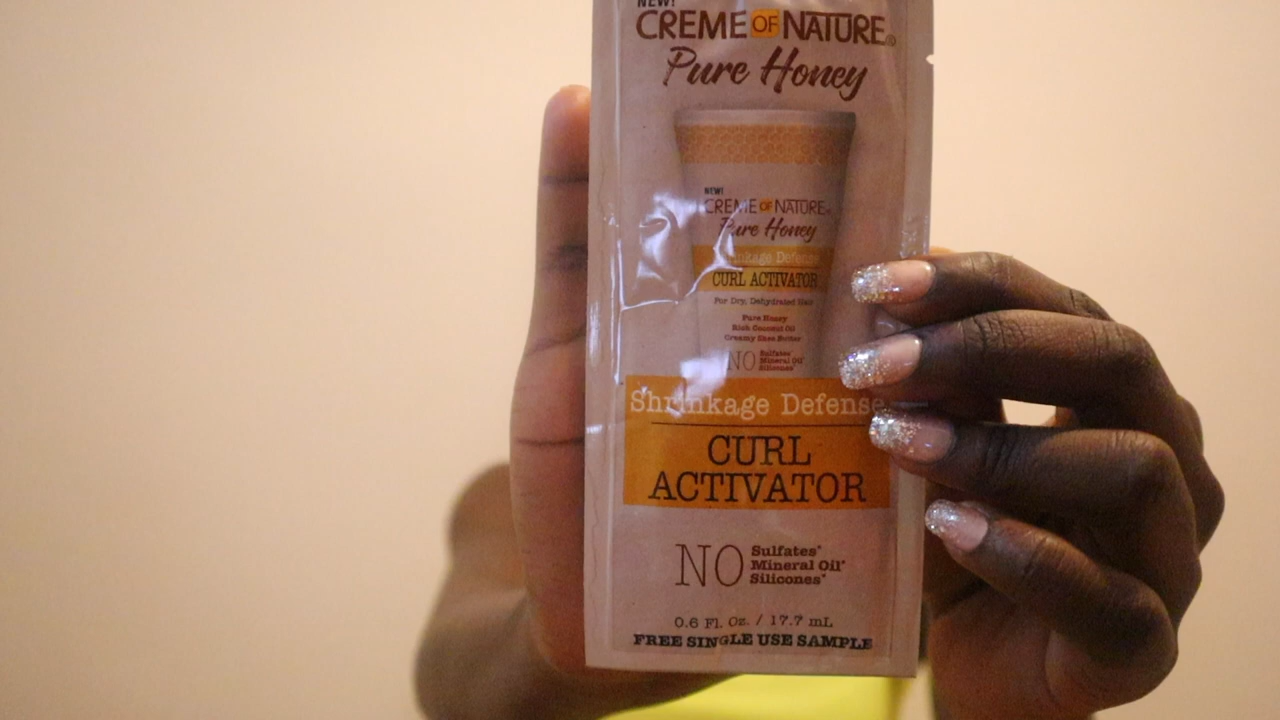 NEW!
CREME OF NATURE®
Pure Honey
NEW!
CREME OF NATURE
Pure Honey
Shrinkage Defense
CURL ACTIVATOR
For Dry, Dehydrated Hair
Pure Honey
Rich Coconut Oil
Creamy Shea Butter
NO Sulfates*
Mineral Oil*
Silicones*
Shrinkage Defense
CURL
ACTIVATOR
NO Sulfates*
Mineral Oil*
Silicones*
0.6 Fl. Oz. / 17.7 mL
FREE SINGLE USE SAMPLE